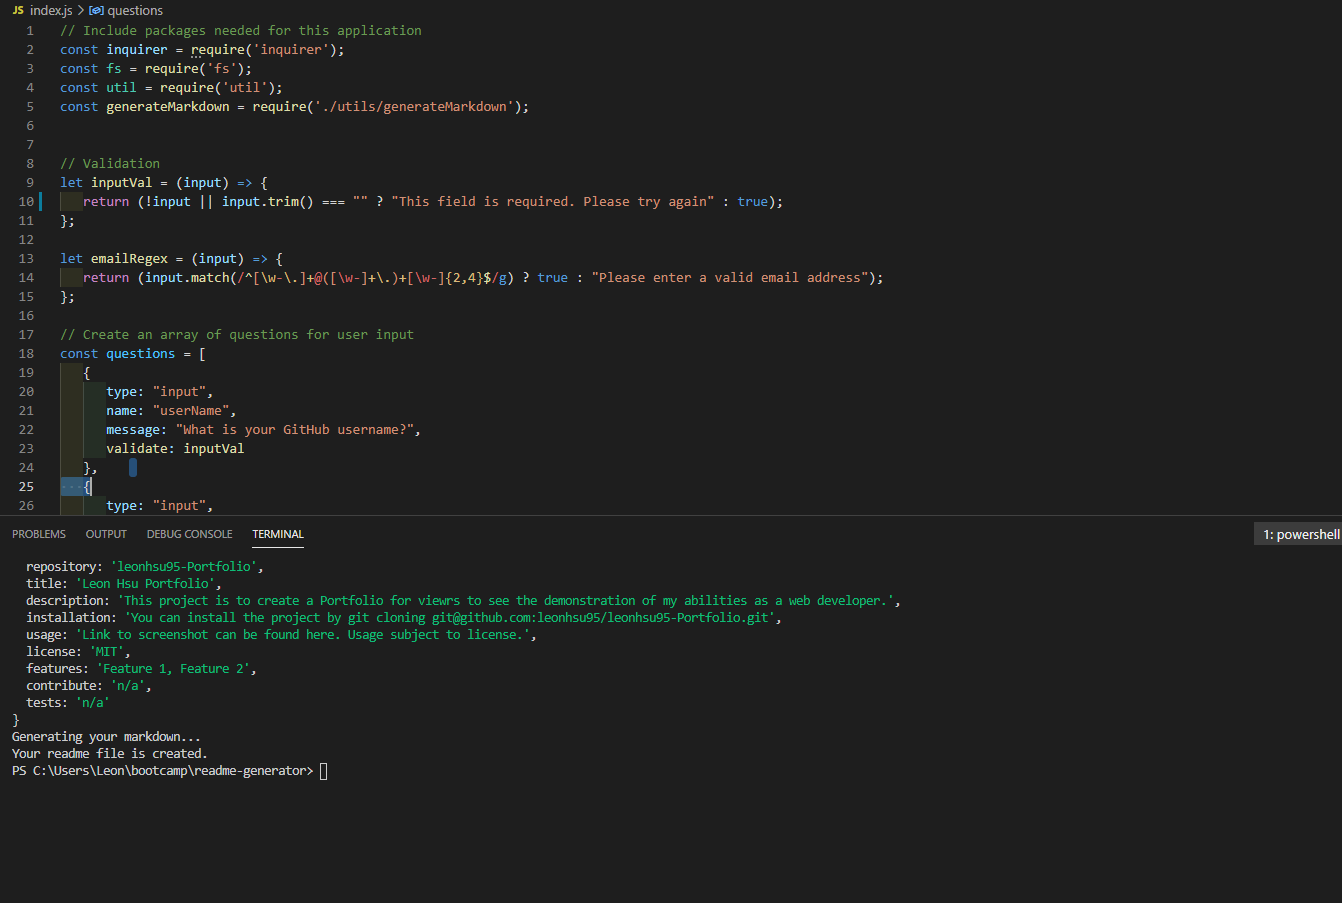 JS index.js > [@] questions
1 // Include packages needed for this application
2 const inquirer = require('inquirer');
3 const fs = require('fs');
4 const util = require('util');
5 const generateMarkdown = require('./utils/generateMarkdown');
6
7
8 // Validation
9 let inputVal = (input) => {
10 return (!input || input.trim() === "" ? "This field is required. Please try again" : true);
11 };
12
13 let emailRegex = (input) => {
14 return (input.match(/^[\w-\.]+@([\w-]+\.)+[\w-]{2,4}$/g) ? true : "Please enter a valid email address");
15 };
16
17 // Create an array of questions for user input
18 const questions = [
19 {
20 type: "input",
21 name: "userName",
22 message: "What is your GitHub username?",
23 validate: inputVal
24 },
25 {
26 type: "input",
PROBLEMS OUTPUT DEBUG CONSOLE TERMINAL 1: powershell
repository: 'leonhsu95-Portfolio',
title: 'Leon Hsu Portfolio',
description: 'This project is to create a Portfolio for viewrs to see the demonstration of my abilities as a web developer.',
installation: 'You can install the project by git cloning git@github.com:leonhsu95/leonhsu95-Portfolio.git',
usage: 'Link to screenshot can be found here. Usage subject to license.',
license: 'MIT',
features: 'Feature 1, Feature 2',
contribute: 'n/a',
tests: 'n/a'
}
Generating your markdown...
Your readme file is created.
PS C:\Users\Leon\bootcamp\readme-generator>